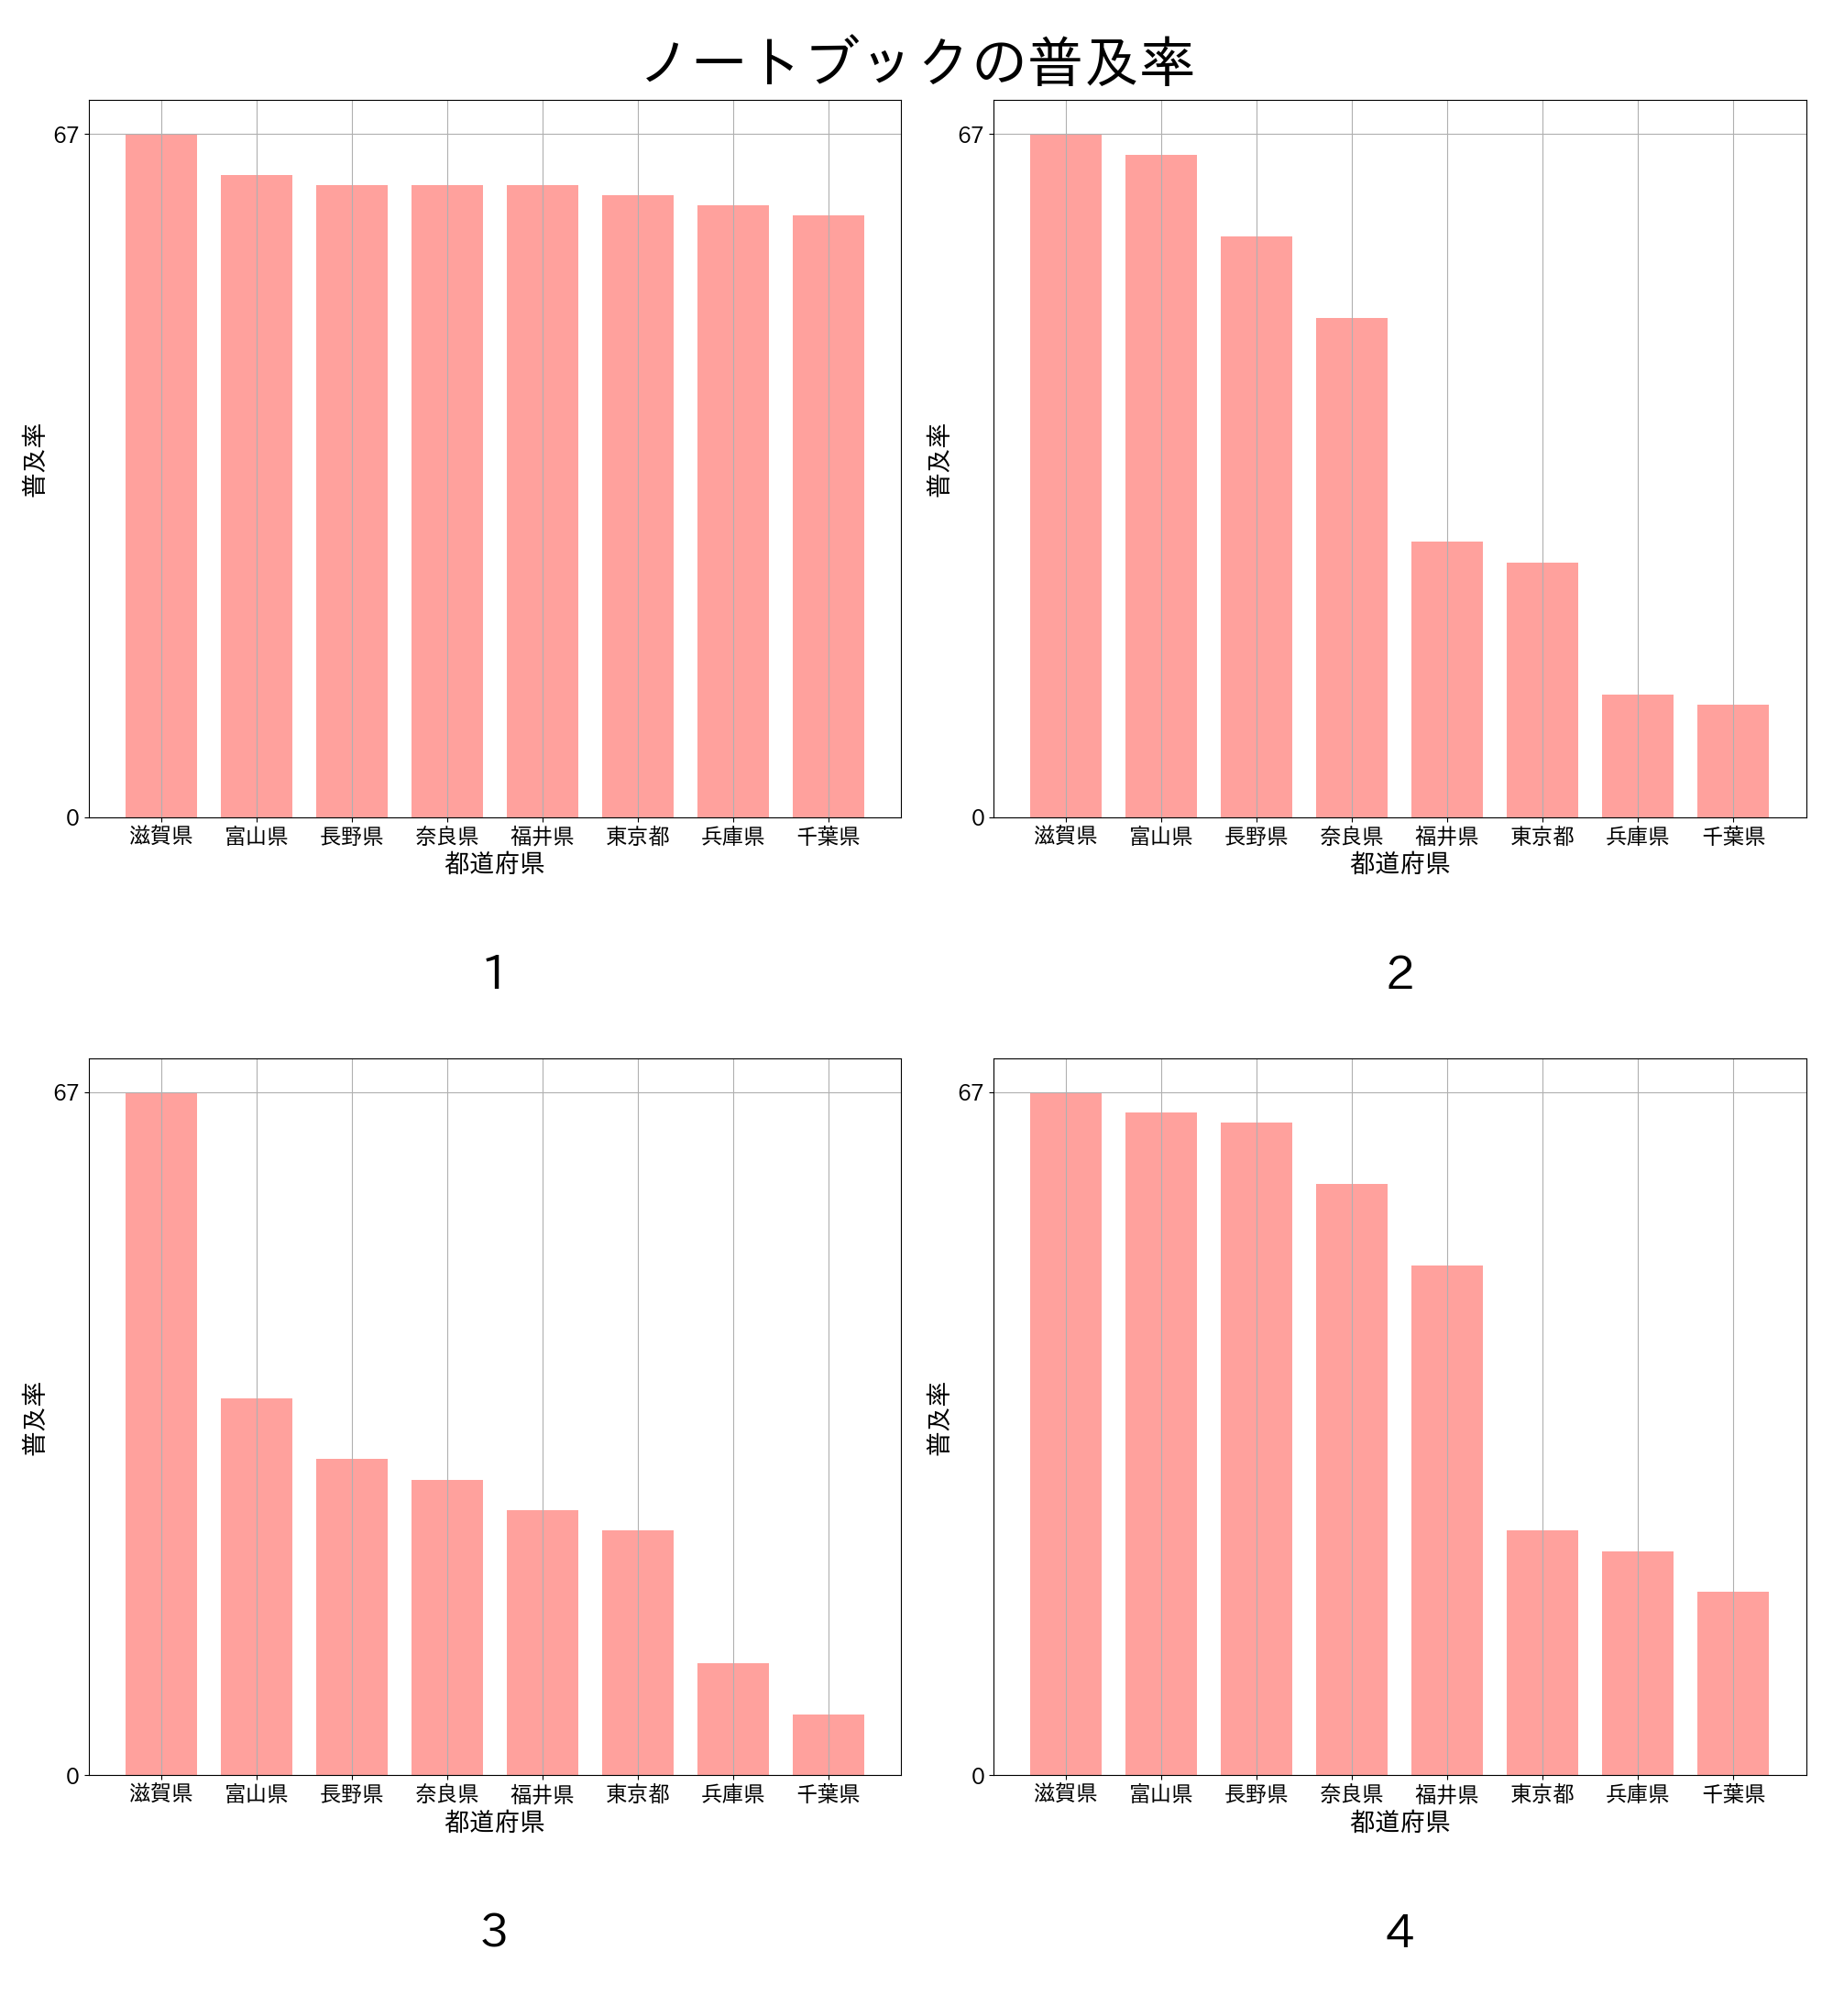 ノートブックの普及率
67
0
普及率
滋賀県 富山県 長野県 奈良県 福井県 東京都 兵庫県 千葉県
都道府県
1
67
0
普及率
滋賀県 富山県 長野県 奈良県 福井県 東京都 兵庫県 千葉県
都道府県
2
67
0
普及率
滋賀県 富山県 長野県 奈良県 福井県 東京都 兵庫県 千葉県
都道府県
3
67
0
普及率
滋賀県 富山県 長野県 奈良県 福井県 東京都 兵庫県 千葉県
都道府県
4